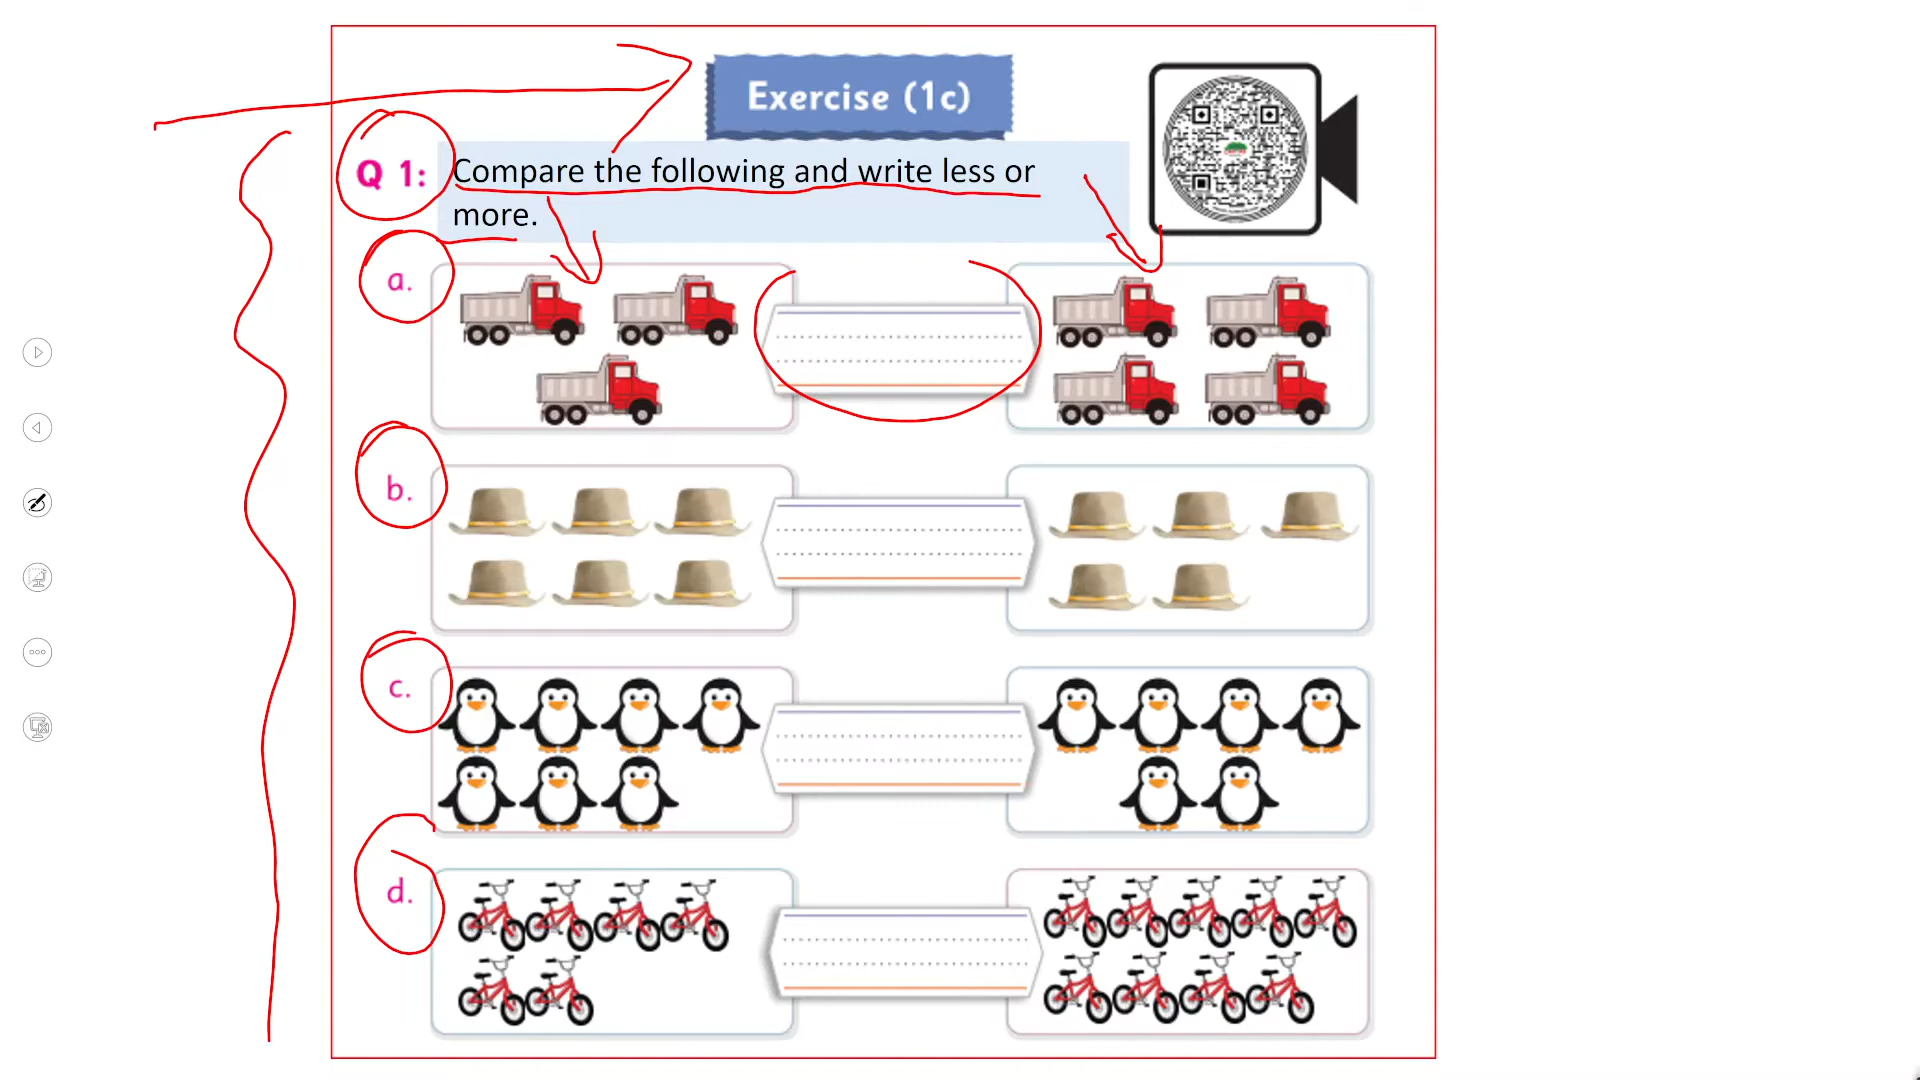 Exercise (1c)
Q 1: Compare the following and write less or
more.
a.
b.
c.
d.